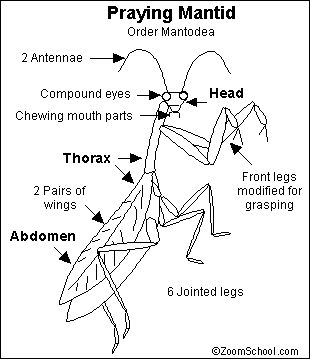 Praying Mantid
Order Mantodea
2 Antennae
Compound eyes
Head
Chewing mouth parts
Thorax
Front legs
modified for
grasping
2 Pairs of
wings
Abdomen
6 Jointed legs
©ZoomSchool.com